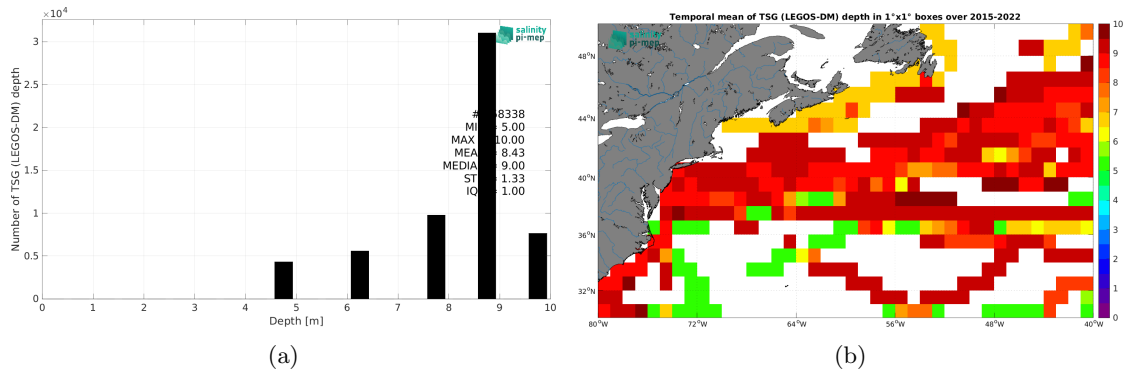 ×10⁴
salinity
pi-mep
3
2.5
2
1.5
1
0.5
0
Number of TSG (LEGOS-DM) depth
# 58338
MI = 5.00
MAX 10.00
MEA 8.43
MEDIA 9.00
ST 1.33
IQ 1.00
0 1 2 3 4 5 6 7 8 9 10
Depth [m]
(a)
Temporal mean of TSG (LEGOS-DM) depth in 1°x1° boxes over 2015-2022
salinity
pi-mep
48°N
44°N
40°N
36°N
32°N
80°W 72°W 64°W 56°W 48°W 40°W
10
9
8
7
6
5
4
3
2
1
0
(b)